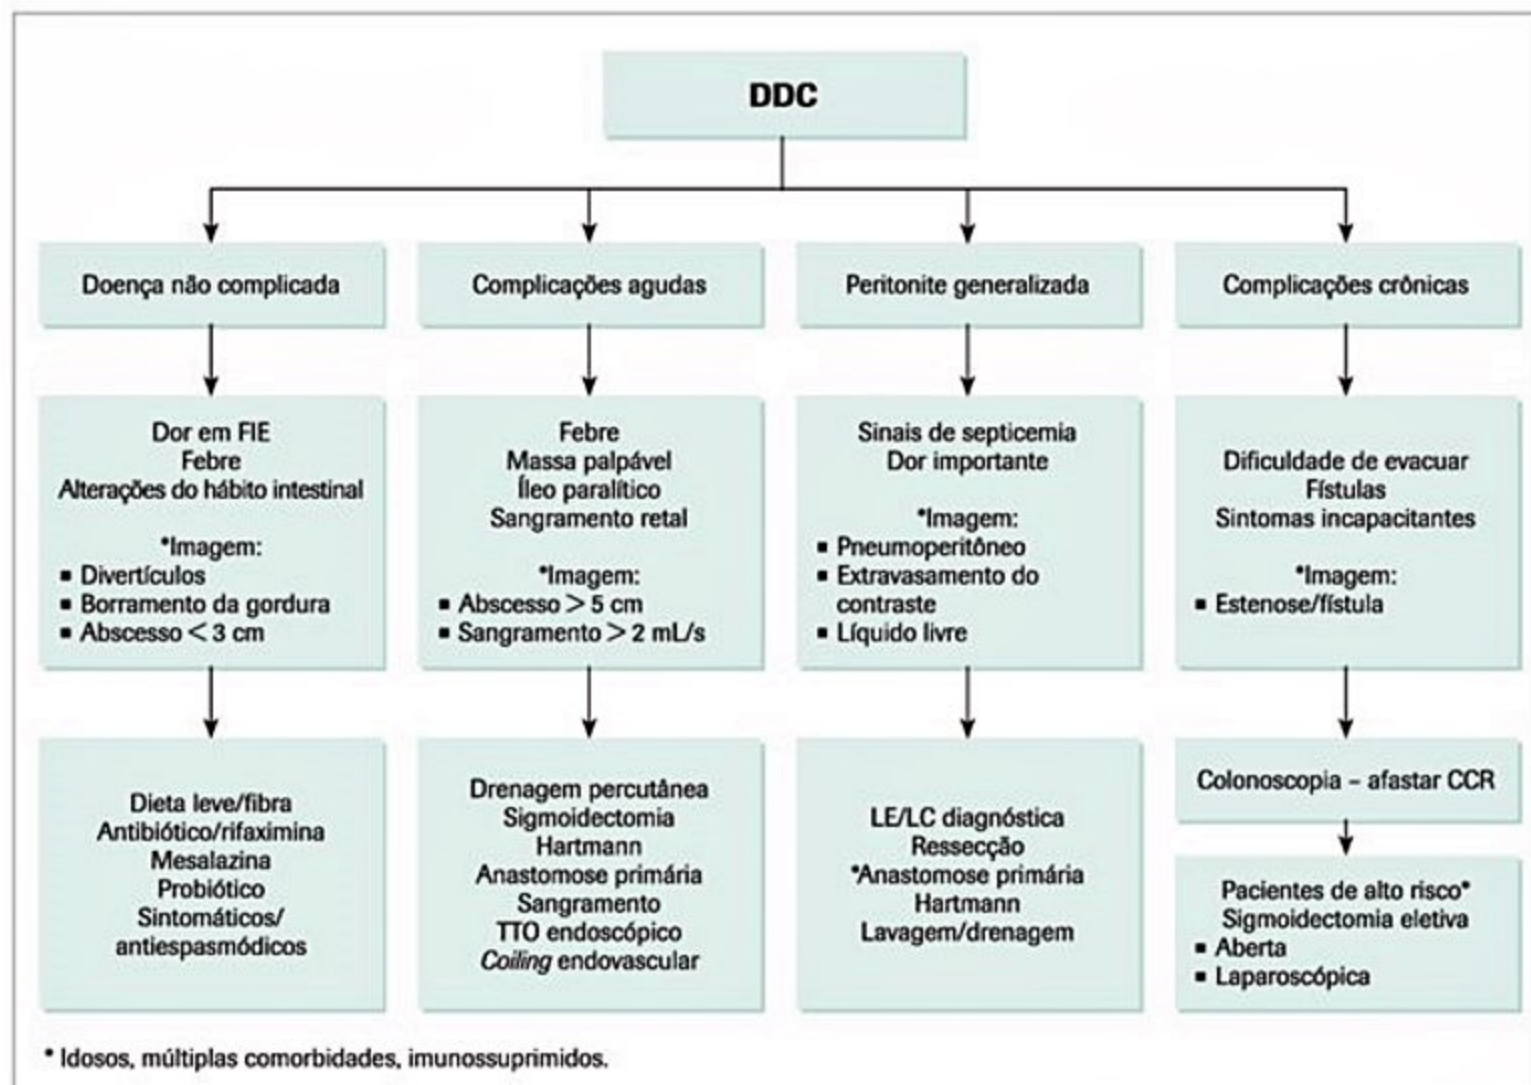 DDC
Doença não complicada
Complicações agudas
Peritonite generalizada
Complicações crônicas
Dor em FIE
Febre
Alterações do hábito intestinal
*Imagem:
▪ Divertículos
▪ Borramento da gordura
▪ Abscesso < 3 cm
Febre
Massa palpável
Íleo paralítico
Sangramento retal
*Imagem:
▪ Abscesso > 5 cm
▪ Sangramento > 2 mL/s
Sinais de septicemia
Dor importante
*Imagem:
▪ Pneumoperitôneo
▪ Extravasamento do
contraste
▪ Líquido livre
Dificuldade de evacuar
Fístulas
Sintomas incapacitantes
*Imagem:
▪ Estenose/fístula
Dieta leve/fibra
Antibiótico/rifaximina
Mesalazina
Probiótico
Sintomáticos/
antiespasmódicos
Drenagem percutânea
Sigmoidectomia
Hartmann
Anastomose primária
Sangramento
TTO endoscópico
Coiling endovascular
LE/LC diagnóstica
Ressecção
*Anastomose primária
Hartmann
Lavagem/drenagem
Colonoscopia – afastar CCR
Pacientes de alto risco*
Sigmoidectomia eletiva
▪ Aberta
▪ Laparoscópica
* Idosos, múltiplas comorbidades, imunossuprimidos.